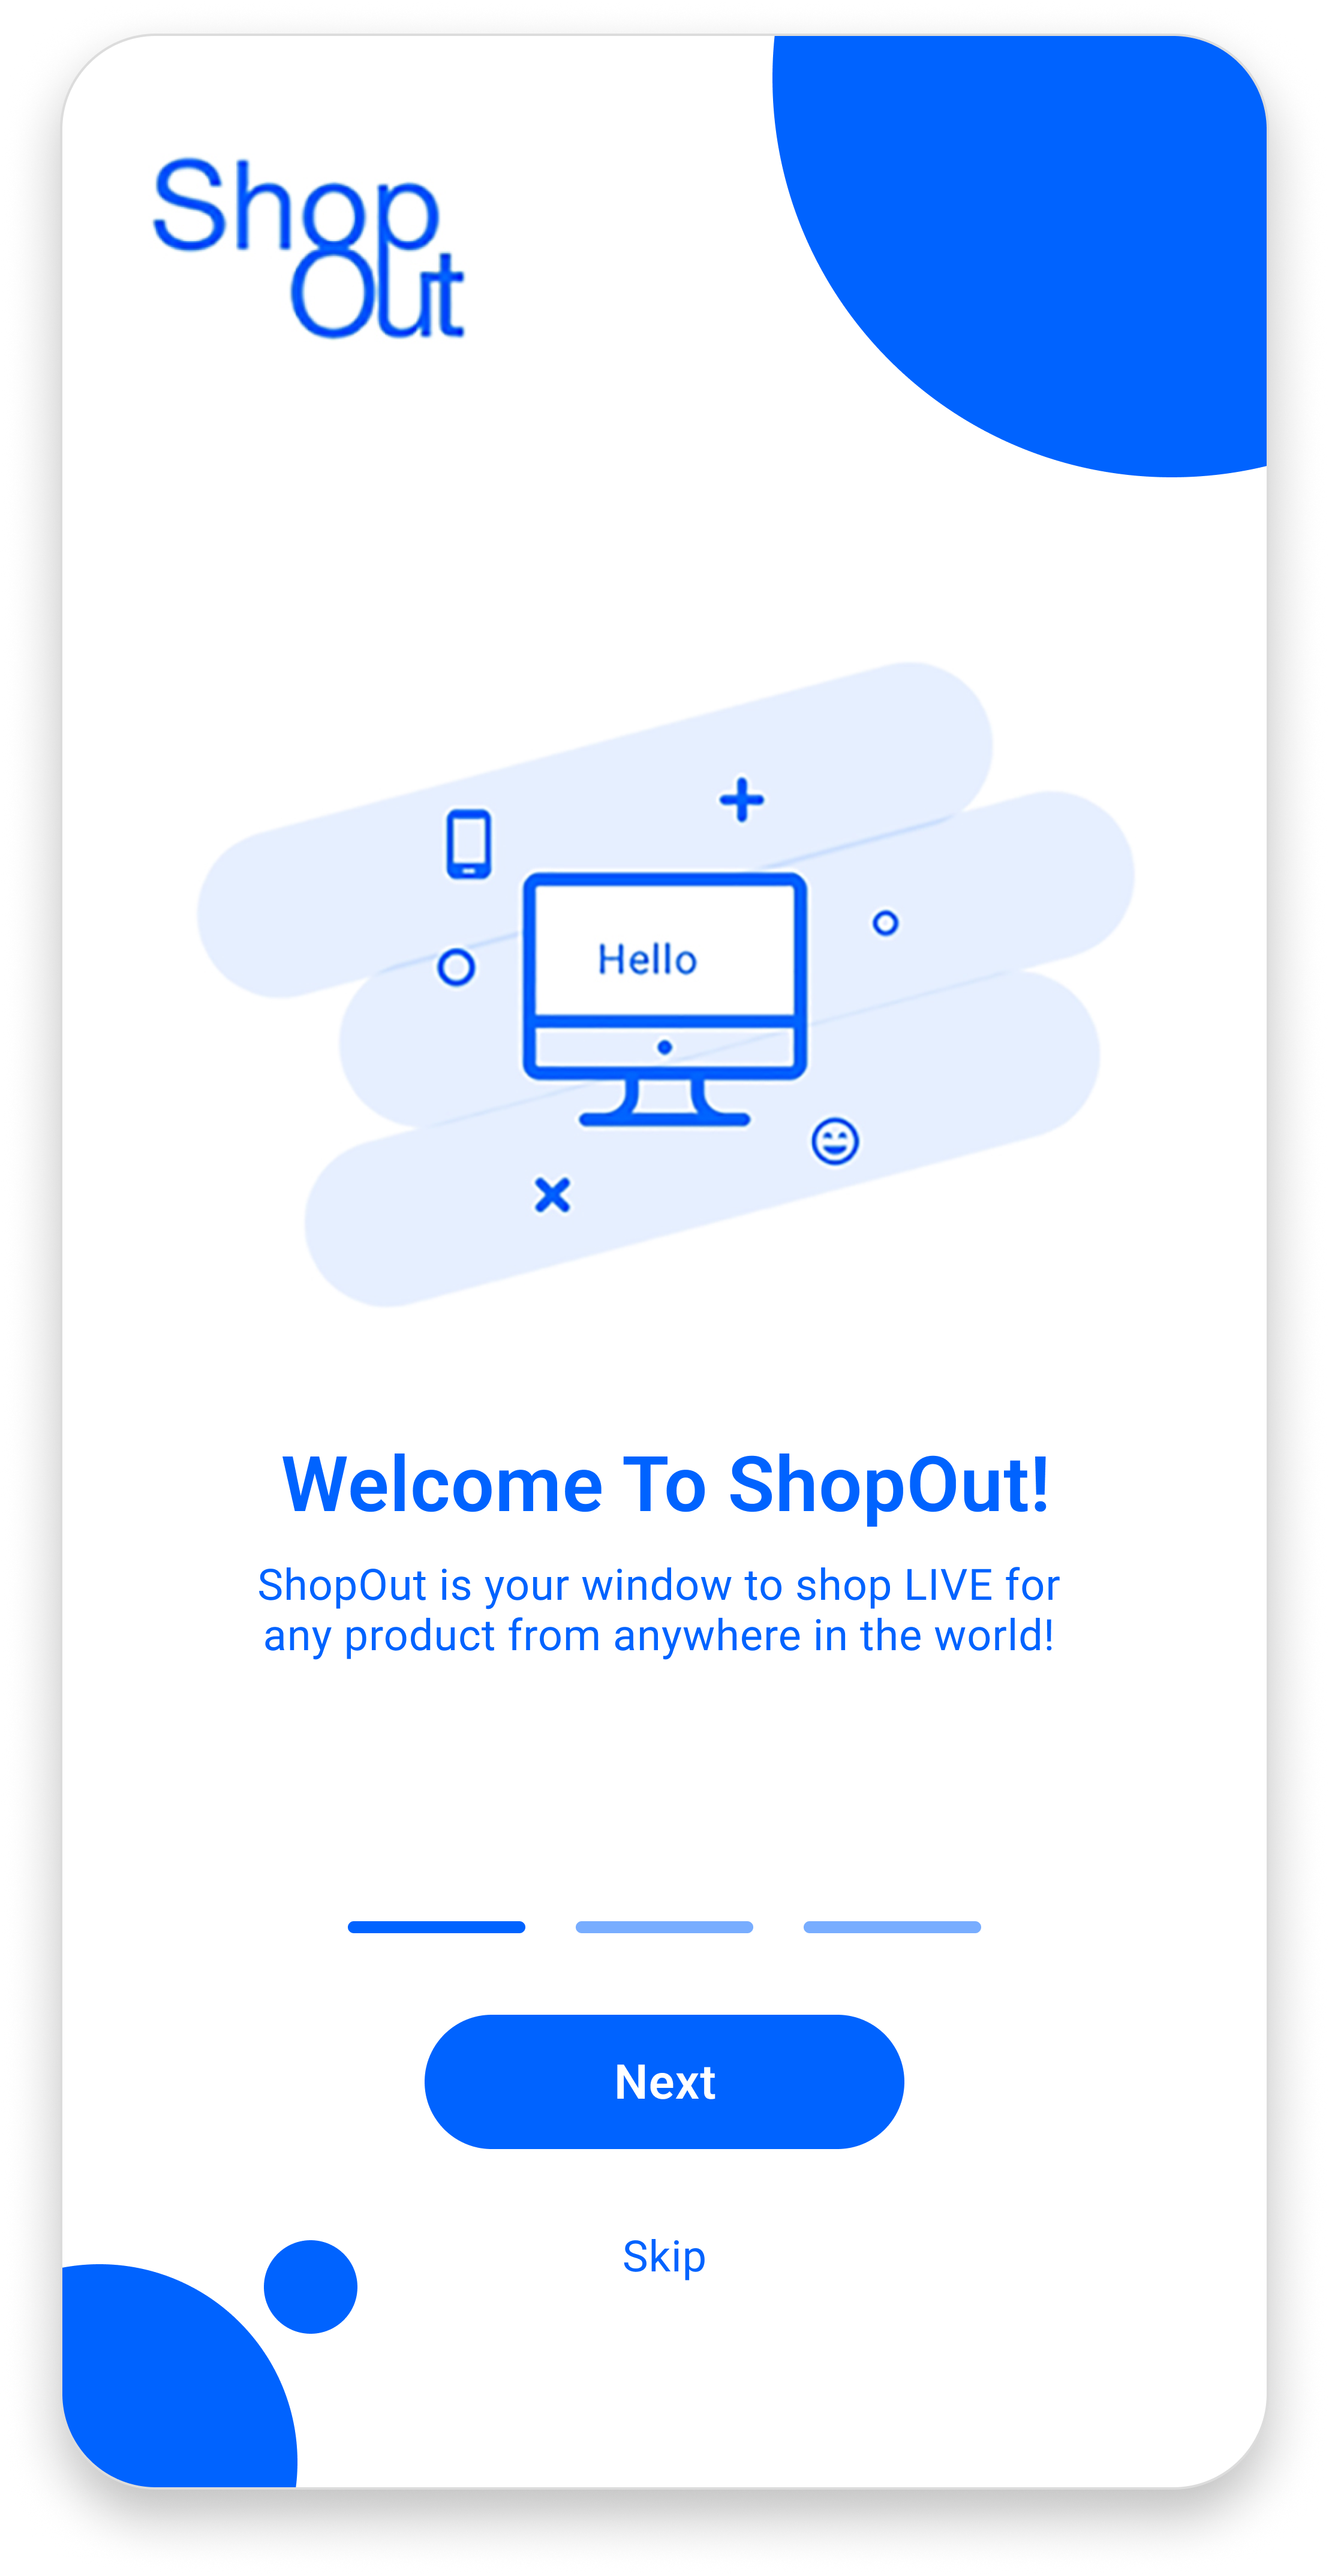 Shop
Out
Hello
Welcome To ShopOut!
ShopOut is your window to shop LIVE for
any product from anywhere in the world!
Next
Skip